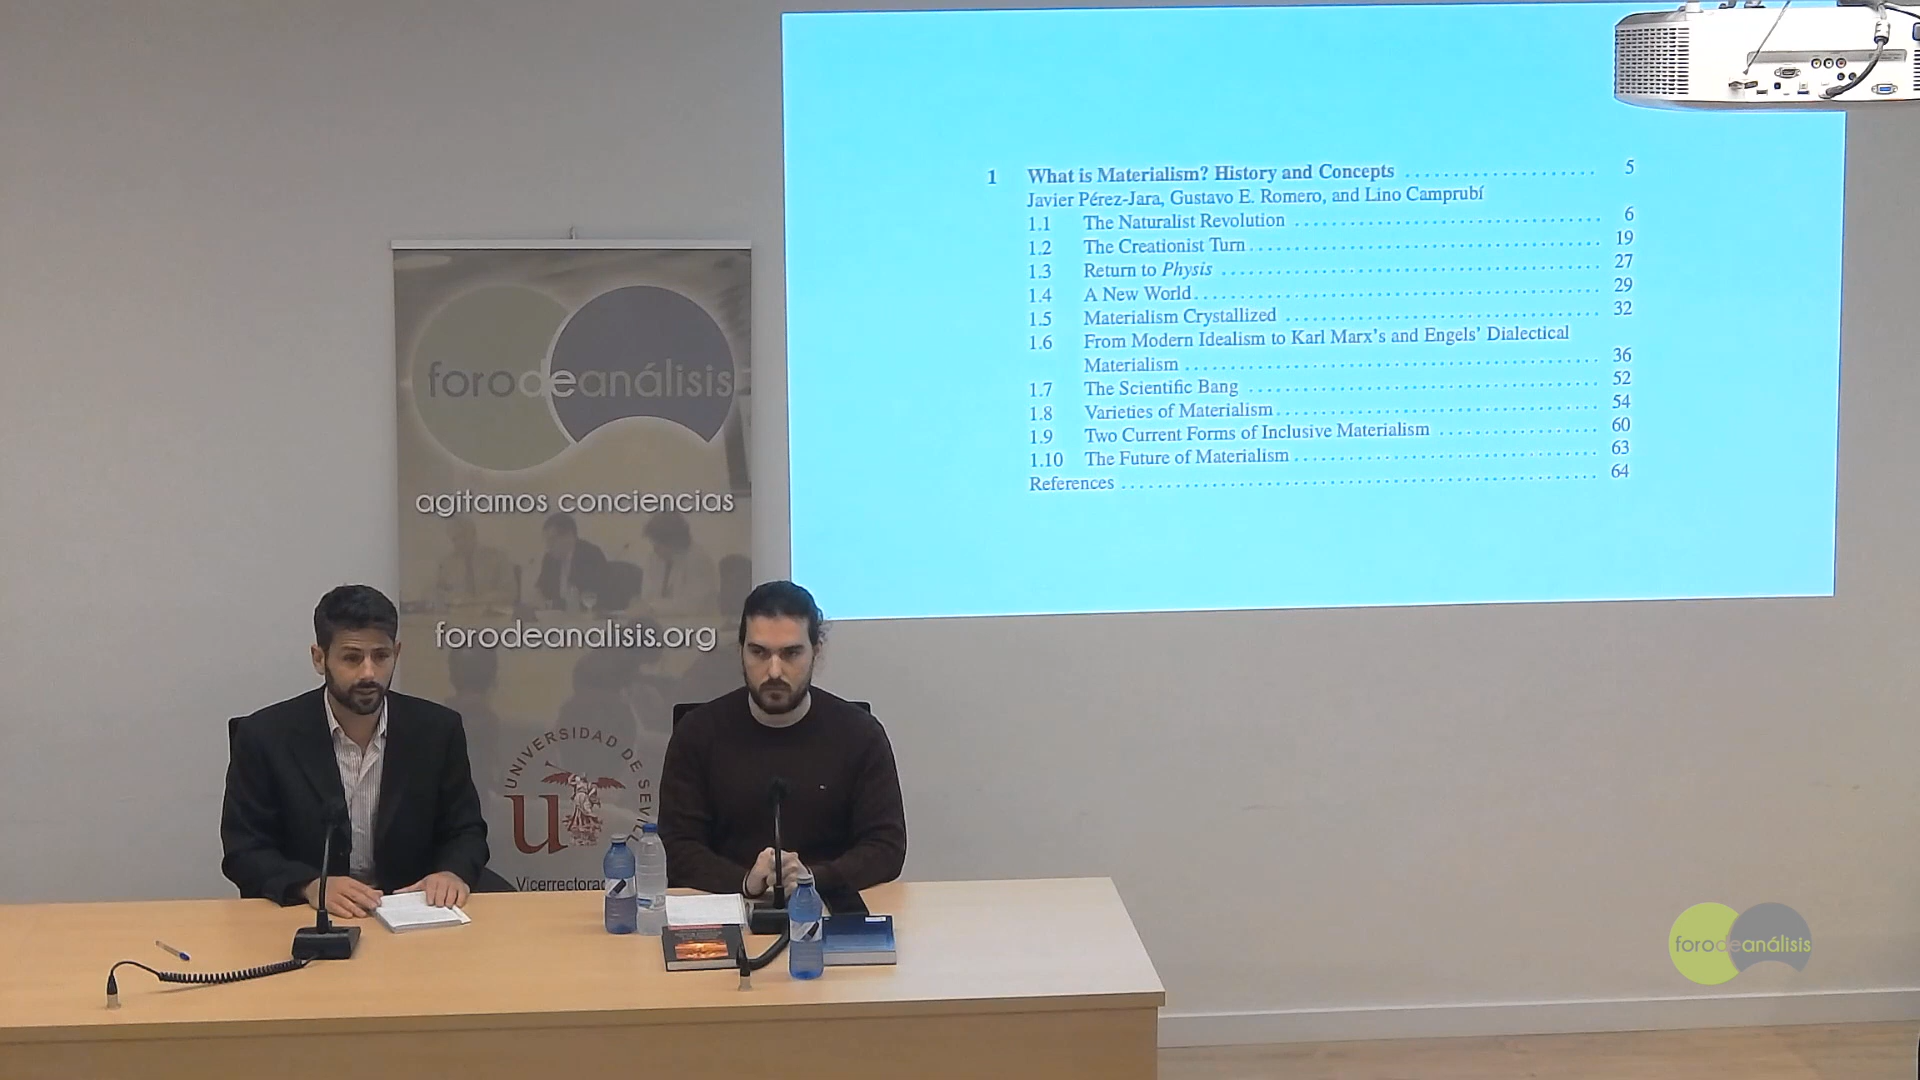 1 What is Materialism? History and Concepts 5
Javier Pérez-Jara, Gustavo E. Romero, and Lino Camprubí
1.1 The Naturalist Revolution 6
1.2 The Creationist Turn 19
1.3 Return to Physis 27
1.4 A New World 29
1.5 Materialism Crystallized 32
1.6 From Modern Idealism to Karl Marx's and Engels' Dialectical
Materialism 36
1.7 The Scientific Bang 52
1.8 Varieties of Materialism 54
1.9 Two Current Forms of Inclusive Materialism 60
1.10 The Future of Materialism 63
References 64
forodeanálisis
agitamos conciencias
forodeanalisis.org
UNIVERSIDAD DE SEVILL
U
Vicerrectorad
forodeanálisis